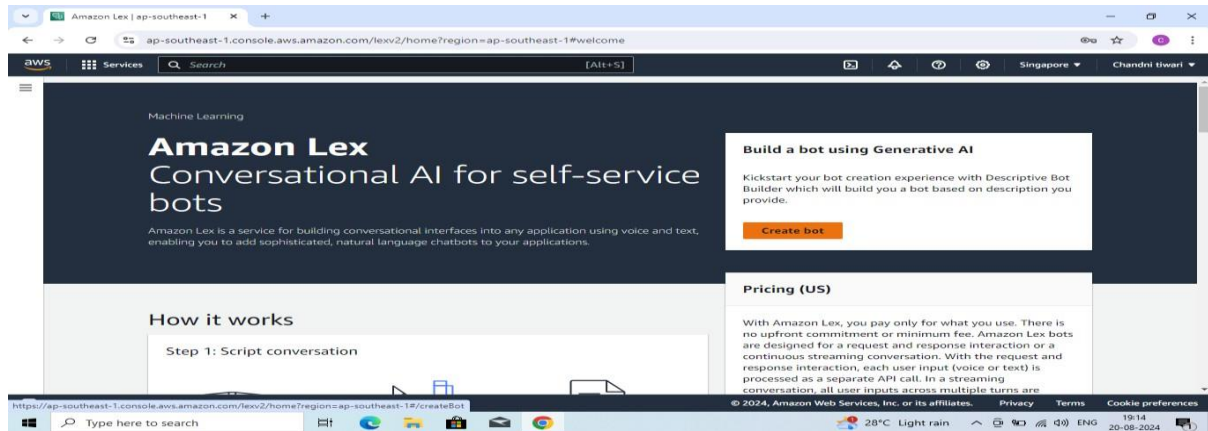 Amazon Lex | ap-southeast-1
ap-southeast-1.console.aws.amazon.com/lexv2/home?region=ap-southeast-1#welcome
aws
Services
Search
[Alt+S]
Singapore
Chandni tiwari
Machine Learning
Amazon Lex
Conversational AI for self-service
bots
Amazon Lex is a service for building conversational interfaces into any application using voice and text,
enabling you to add sophisticated, natural language chatbots to your applications.
Build a bot using Generative AI
Kickstart your bot creation experience with Descriptive Bot
Builder which will build you a bot based on description you
provide.
Create bot
Pricing (US)
With Amazon Lex, you pay only for what you use. There is
no upfront commitment or minimum fee. Amazon Lex bots
are designed for a request and response interaction or a
continuous streaming conversation. With the request and
response interaction, each user input (voice or text) is
processed as a separate API call. In a streaming
conversation, all user inputs across multiple turns are
How it works
Step 1: Script conversation
https://ap-southeast-1.console.aws.amazon.com/lexv2/home?region=ap-southeast-1#/createBot
© 2024, Amazon Web Services, Inc. or its affiliates.
Privacy
Terms
Cookie preferences
Type here to search
28°C Light rain
ENG
19:14
20-08-2024